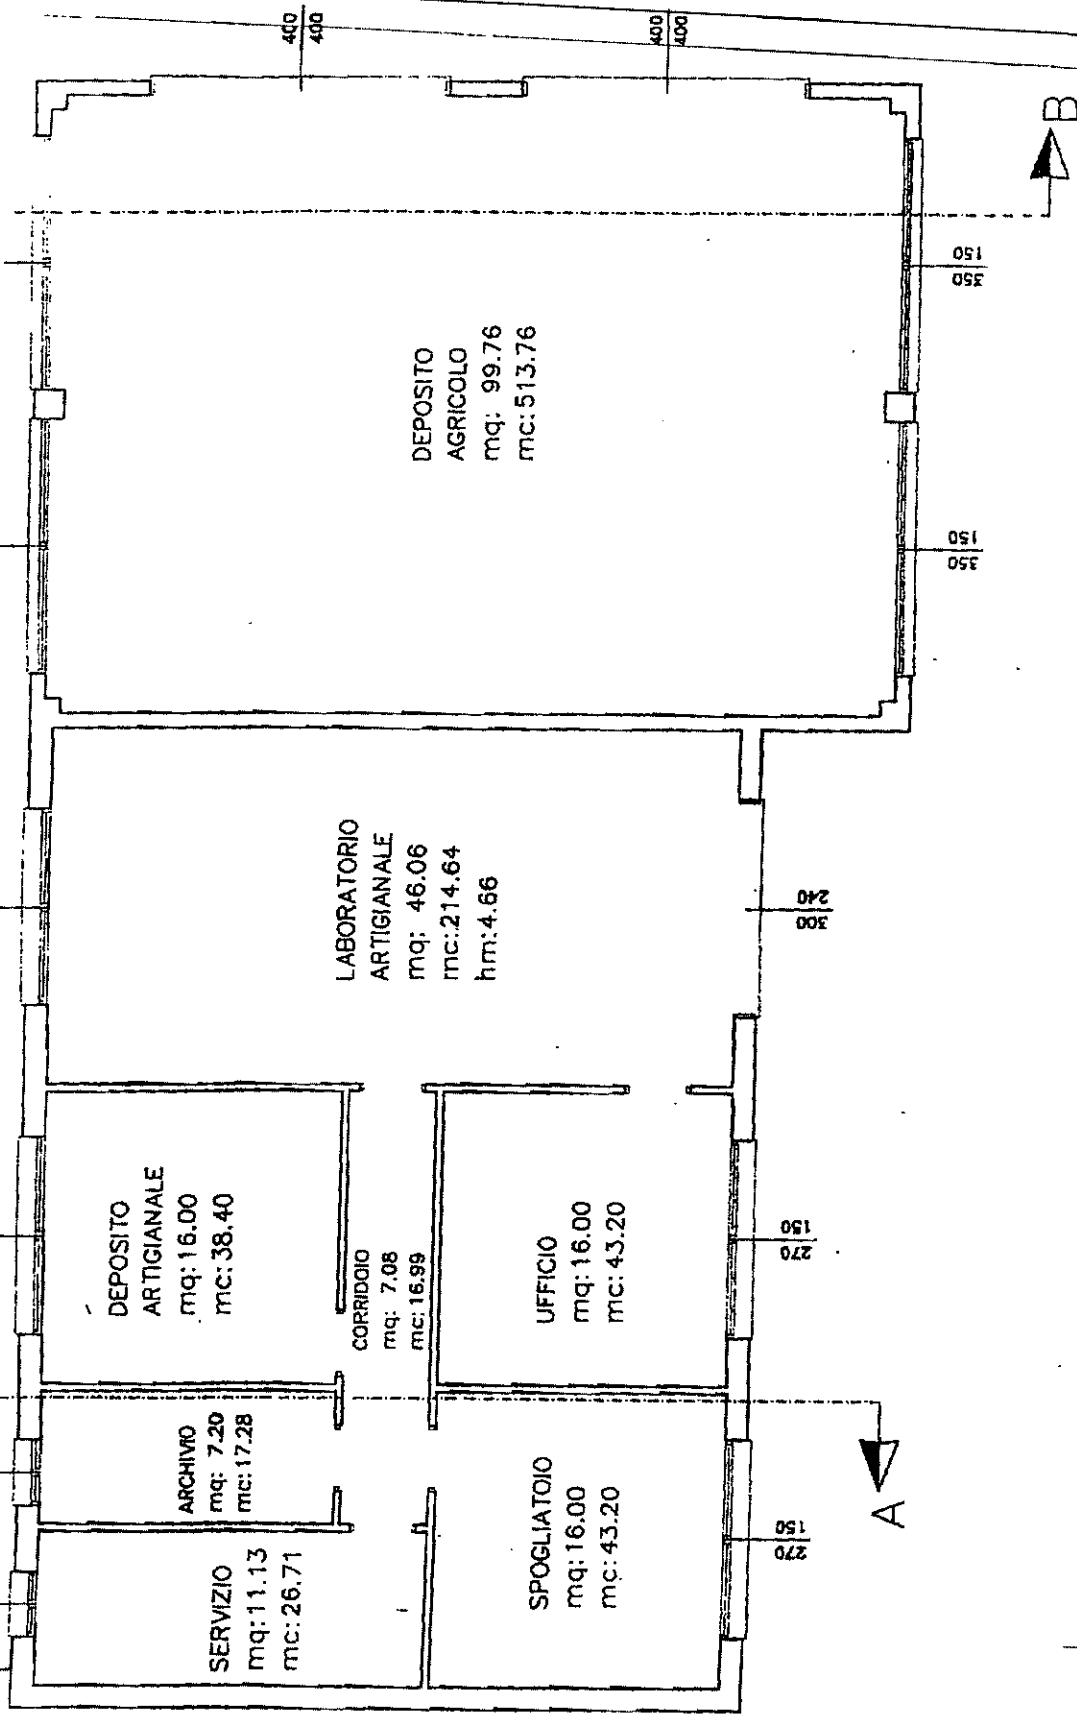 400
400
400
400
B
150
350
DEPOSITO
AGRICOLO
mq: 99.76
mc: 513.76
150
350
LABORATORIO
ARTIGIANALE
mq: 46.06
mc: 214.64
hm: 4.66
240
300
DEPOSITO
ARTIGIANALE
mq: 16.00
mc: 38.40
CORRIDOIO
mq: 7.08
mc: 16.99
UFFICIO
mq: 16.00
mc: 43.20
150
270
ARCHIVIO
mq: 7.20
mc: 17.28
SERVIZIO
mq: 11.13
mc: 26.71
SPOGLIATOIO
mq: 16.00
mc: 43.20
150
270
A